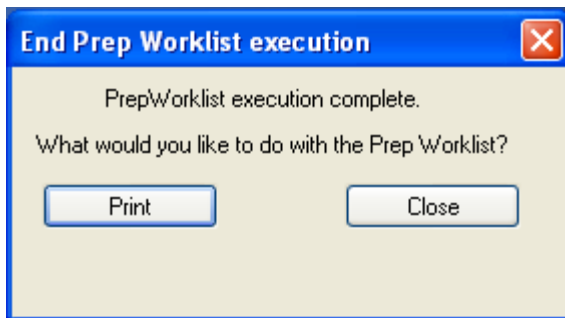 End Prep Worklist execution
PrepWorklist execution complete.
What would you like to do with the Prep Worklist?
Print
Close